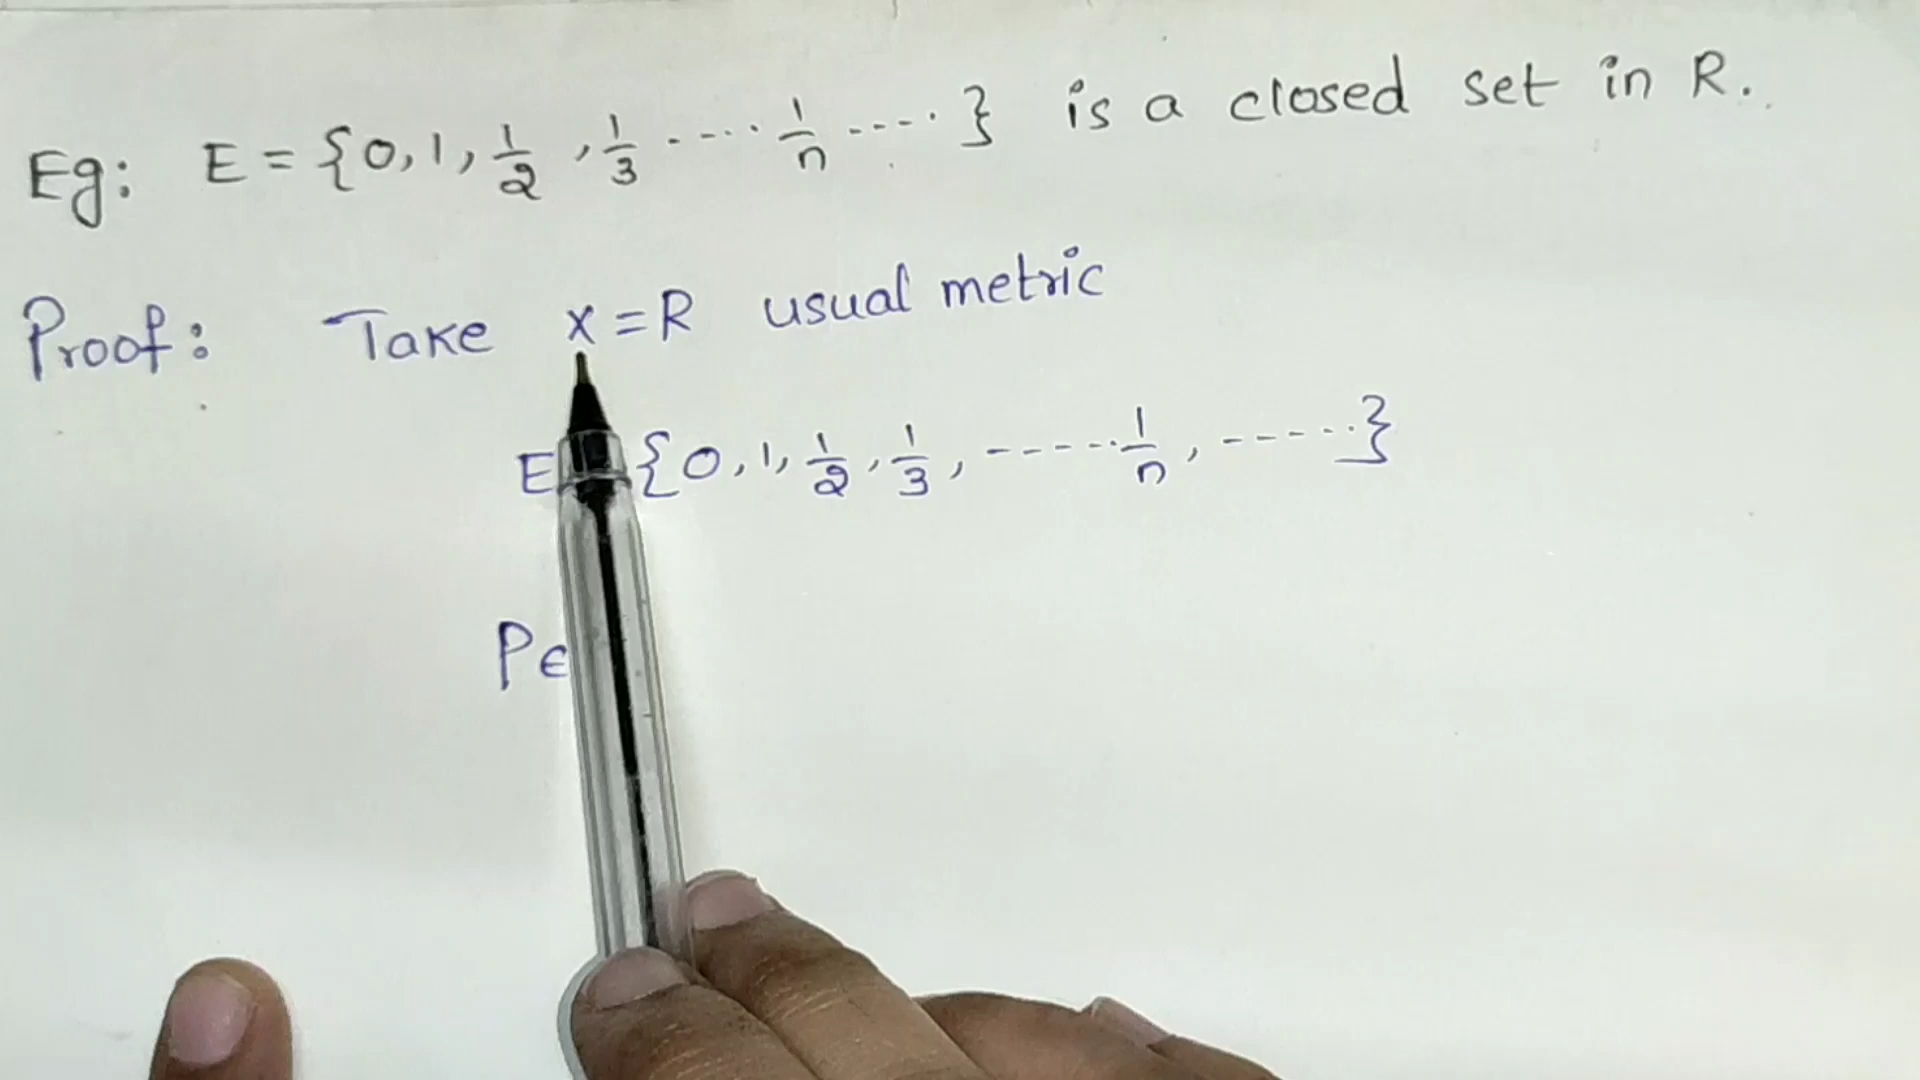 Eg: E = {0, 1, 1/2, 1/3 ----- 1/n ----.} is a closed set in R.
Proof: Take X = R usual metric
E {0, 1, 1/2, 1/3, ----- 1/n, -----}
P ∈